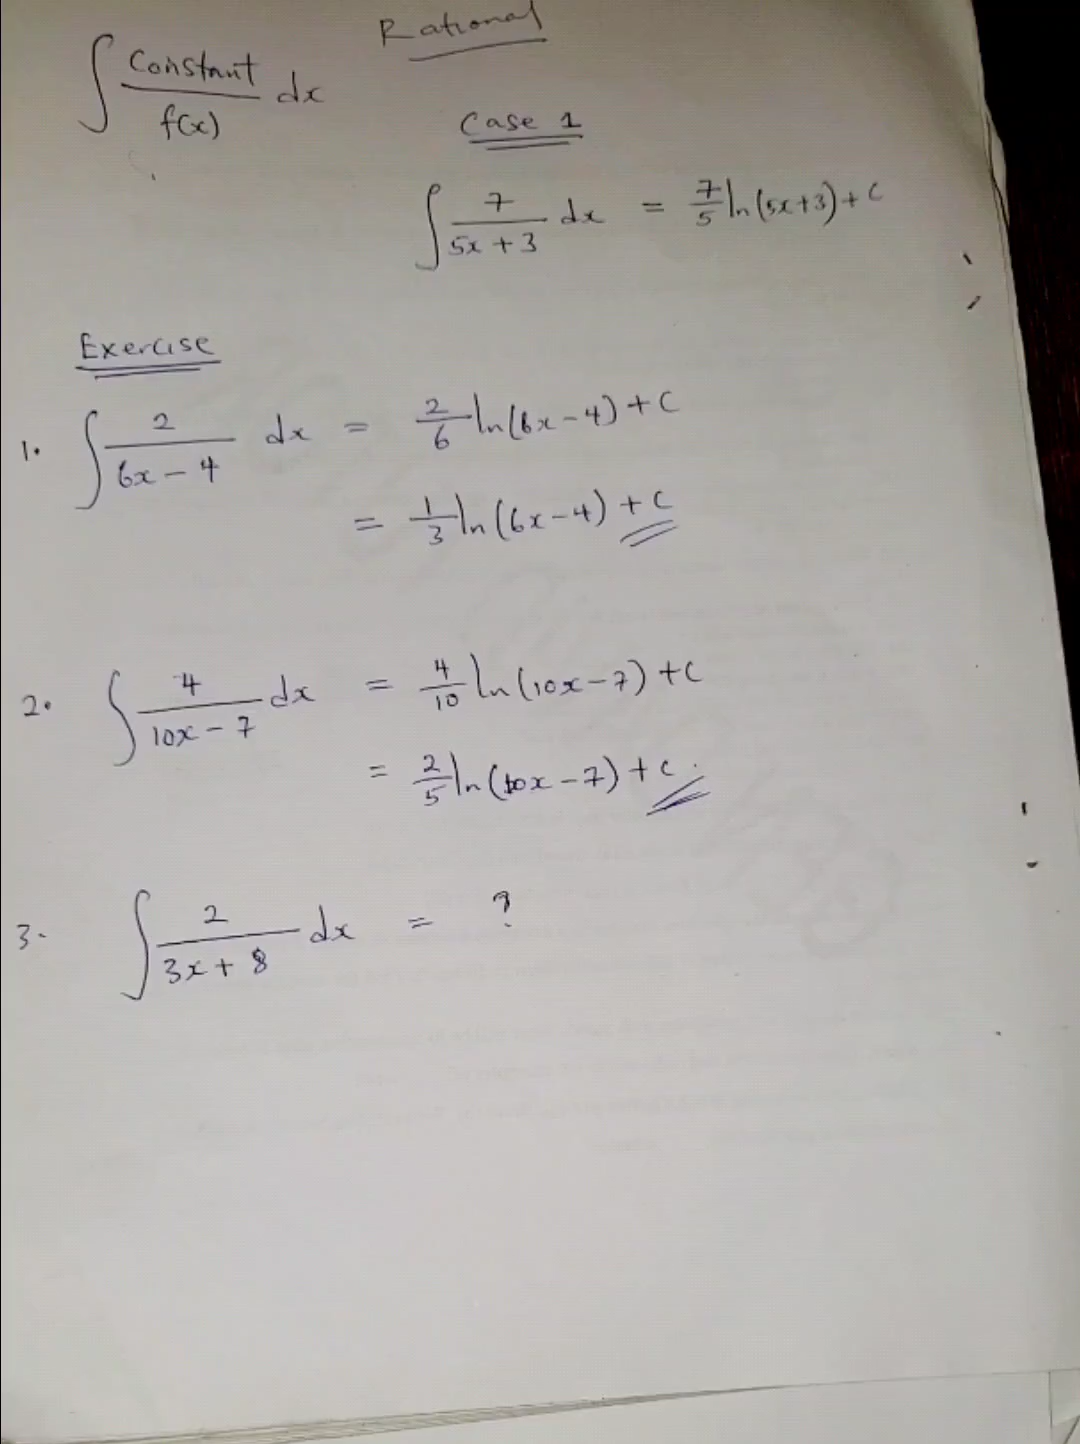 Rational
∫ Constant/f(x) dx
Case 1
∫ 7/(5x + 3) dx = 7/5 ln(5x+3) + c
Exercise
1. ∫ 2/(6x – 4) dx = 2/6 ln(6x – 4) + c
= 1/3 ln(6x – 4) + c
2. ∫ 4/(10x – 7) dx = 4/10 ln(10x – 7) + c
= 2/5 ln(10x – 7) + c.
3. ∫ 2/(3x + 8) dx = ?